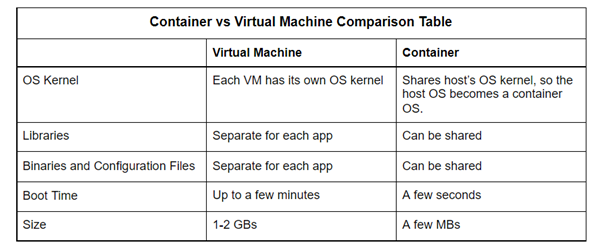 Container vs Virtual Machine Comparison Table
Virtual Machine Container
OS Kernel Each VM has its own OS kernel Shares host's OS kernel, so the
host OS becomes a container
OS.
Libraries Separate for each app Can be shared
Binaries and Configuration Files Separate for each app Can be shared
Boot Time Up to a few minutes A few seconds
Size 1-2 GBs A few MBs